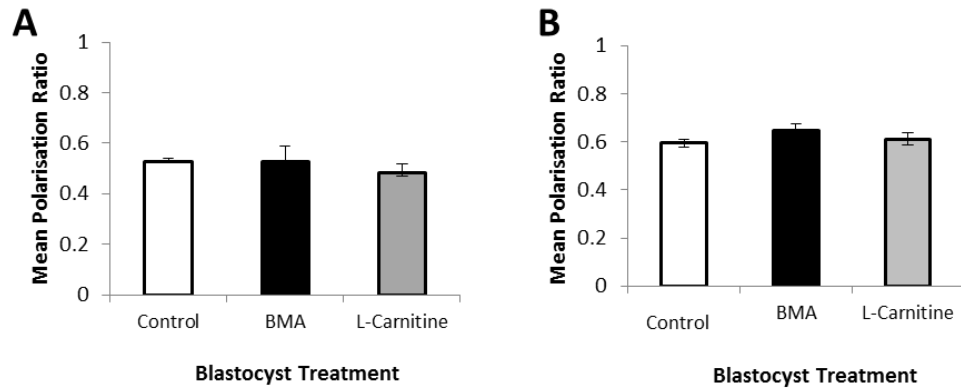 A
Mean Polarisation Ratio
1
0.8
0.6
0.4
0.2
0
Control BMA L-Carnitine
Blastocyst Treatment
B
Mean Polarisation Ratio
1
0.8
0.6
0.4
0.2
0
Control BMA L-Carnitine
Blastocyst Treatment